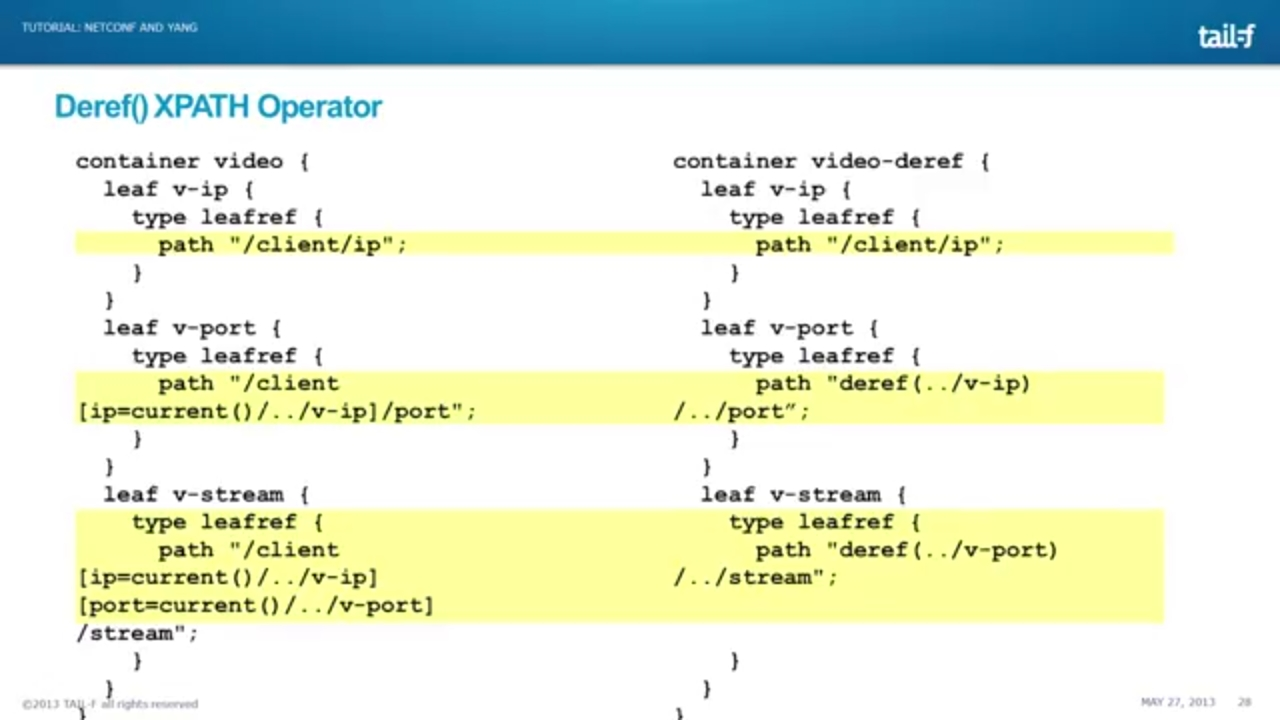 TUTORIAL: NETCONF AND YANG
tail-f
Deref() XPATH Operator
container video {
leaf v-ip {
type leafref {
path "/client/ip";
}
}
leaf v-port {
type leafref {
path "/client
[ip=current()/../v-ip]/port";
}
}
leaf v-stream {
type leafref {
path "/client
[ip=current()/../v-ip]
[port=current()/../v-port]
/stream";
}
}
}
container video-deref {
leaf v-ip {
type leafref {
path "/client/ip";
}
}
leaf v-port {
type leafref {
path "deref(../v-ip)
/../port”;
}
}
leaf v-stream {
type leafref {
path "deref(../v-port)
/../stream";
}
}
}
©2013 TAIL-F all rights reserved
MAY 27, 2013 28